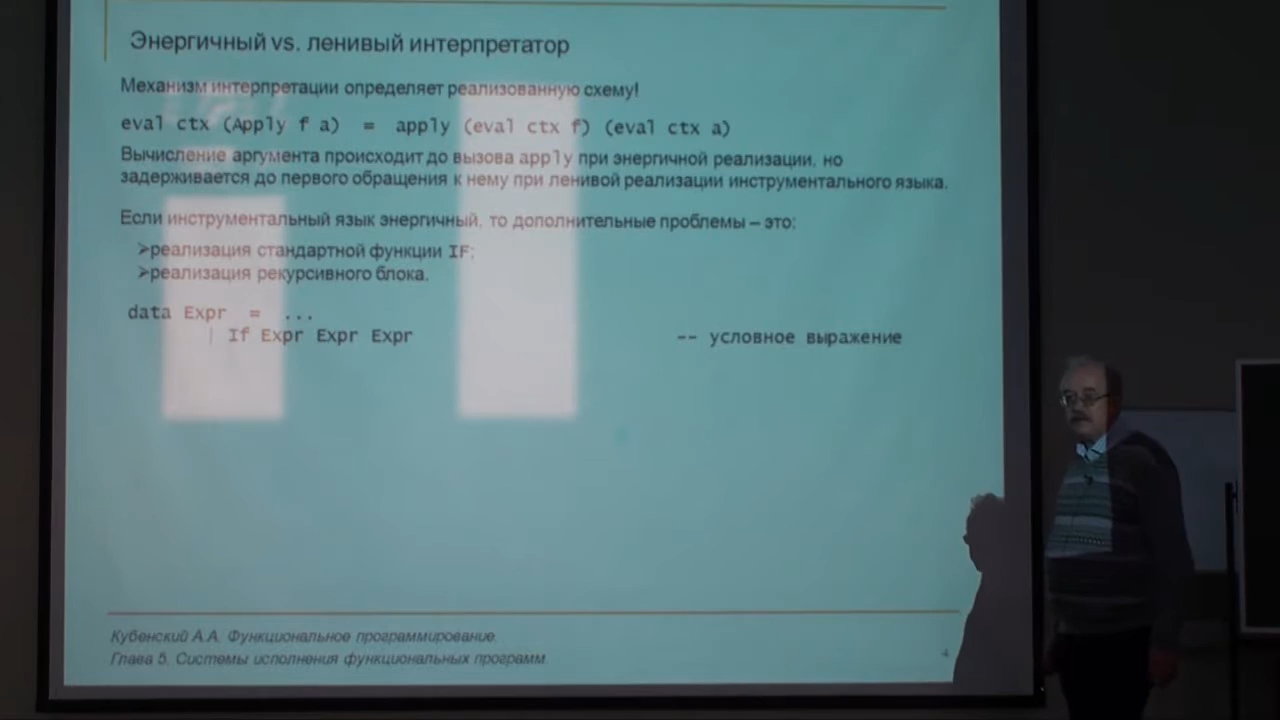 Энергичный vs. ленивый интерпретатор
Механизм интерпретации определяет реализованную схему!
eval ctx (Apply f a) = apply (eval ctx f) (eval ctx a)
Вычисление аргумента происходит до вызова apply при энергичной реализации, но
задерживается до первого обращения к нему при ленивой реализации инструментального языка.
Если инструментальный язык энергичный, то дополнительные проблемы – это:
➢реализация стандартной функции IF;
➢реализация рекурсивного блока.
data Expr = ...
| If Expr Expr Expr -- условное выражение
Кубенский А.А. Функциональное программирование.
Глава 5. Системы исполнения функциональных программ.
4